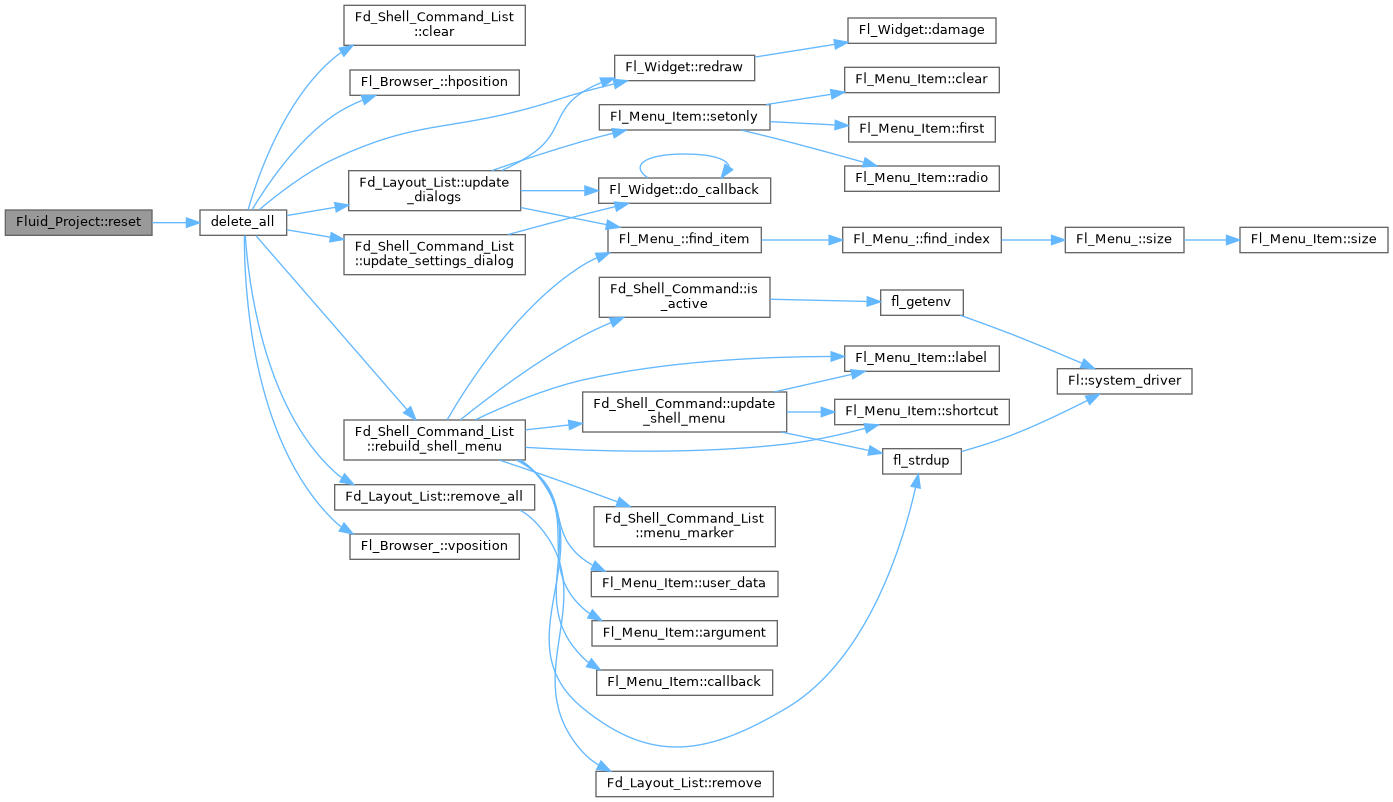 Fluid_Project::reset
delete_all
Fd_Shell_Command_List
::clear
Fl_Browser_::hposition
Fd_Layout_List::update
_dialogs
Fd_Shell_Command_List
::update_settings_dialog
Fd_Shell_Command_List
::rebuild_shell_menu
Fd_Layout_List::remove_all
Fl_Browser_::vposition
Fl_Widget::redraw
Fl_Menu_Item::setonly
Fl_Widget::do_callback
Fl_Menu_::find_item
Fd_Shell_Command::is
_active
Fd_Shell_Command::update
_shell_menu
Fd_Shell_Command_List
::menu_marker
Fl_Menu_Item::user_data
Fl_Menu_Item::argument
Fl_Menu_Item::callback
Fd_Layout_List::remove
Fl_Widget::damage
Fl_Menu_Item::clear
Fl_Menu_Item::first
Fl_Menu_Item::radio
Fl_Menu_::find_index
fl_getenv
Fl_Menu_Item::label
Fl_Menu_Item::shortcut
fl_strdup
Fl_Menu_::size
Fl::system_driver
Fl_Menu_Item::size